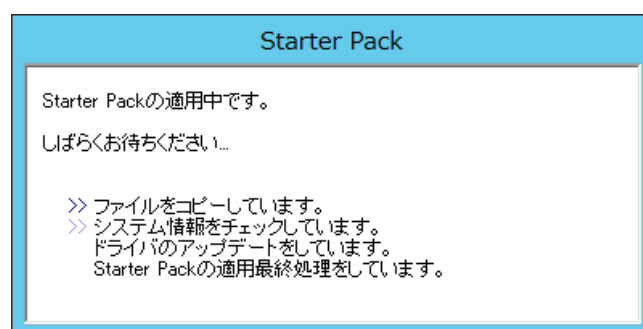 Starter Pack
Starter Packの適用中です。
しばらくお待ちください...
>> ファイルをコピーしています。
>> システム情報をチェックしています。
ドライバのアップデートをしています。
Starter Packの適用最終処理をしています。